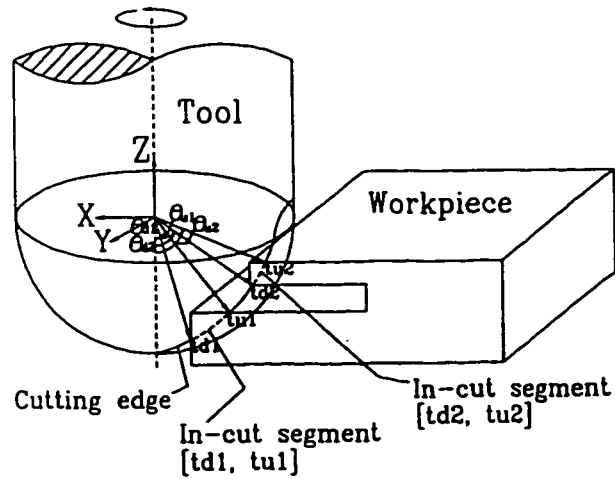 Tool
Z
Workpiece
X
Y
tu2
td2
tu1
td1
Cutting edge
In-cut segment
[td2, tu2]
In-cut segment
[td1, tu1]